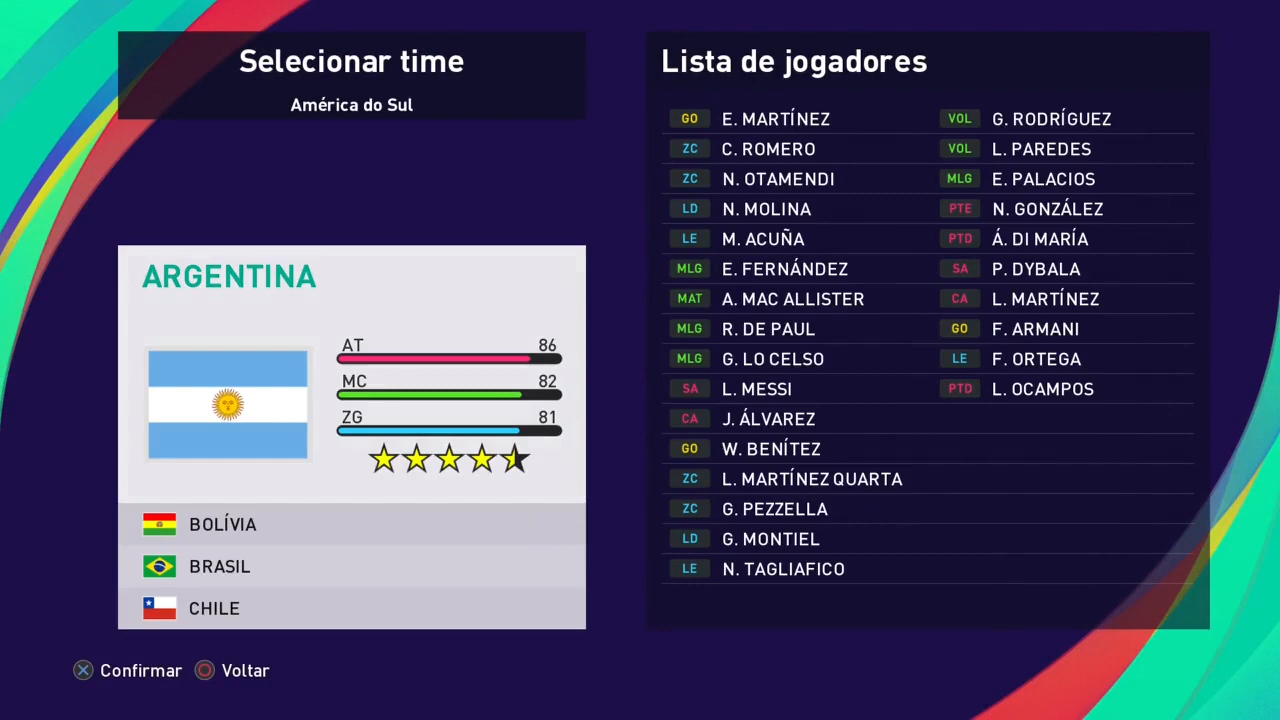 Selecionar time
América do Sul
ARGENTINA
AT 86
MC 82
ZG 81
BOLÍVIA
BRASIL
CHILE
Confirmar Voltar
Lista de jogadores
GO E. MARTÍNEZ
ZC C. ROMERO
ZC N. OTAMENDI
LD N. MOLINA
LE M. ACUÑA
MLG E. FERNÁNDEZ
MAT A. MAC ALLISTER
MLG R. DE PAUL
MLG G. LO CELSO
SA L. MESSI
CA J. ÁLVAREZ
GO W. BENÍTEZ
ZC L. MARTÍNEZ QUARTA
ZC G. PEZZELLA
LD G. MONTIEL
LE N. TAGLIAFICO
VOL G. RODRÍGUEZ
VOL L. PAREDES
MLG E. PALACIOS
PTE N. GONZÁLEZ
PTD Á. DI MARÍA
SA P. DYBALA
CA L. MARTÍNEZ
GO F. ARMANI
LE F. ORTEGA
PTD L. OCAMPOS